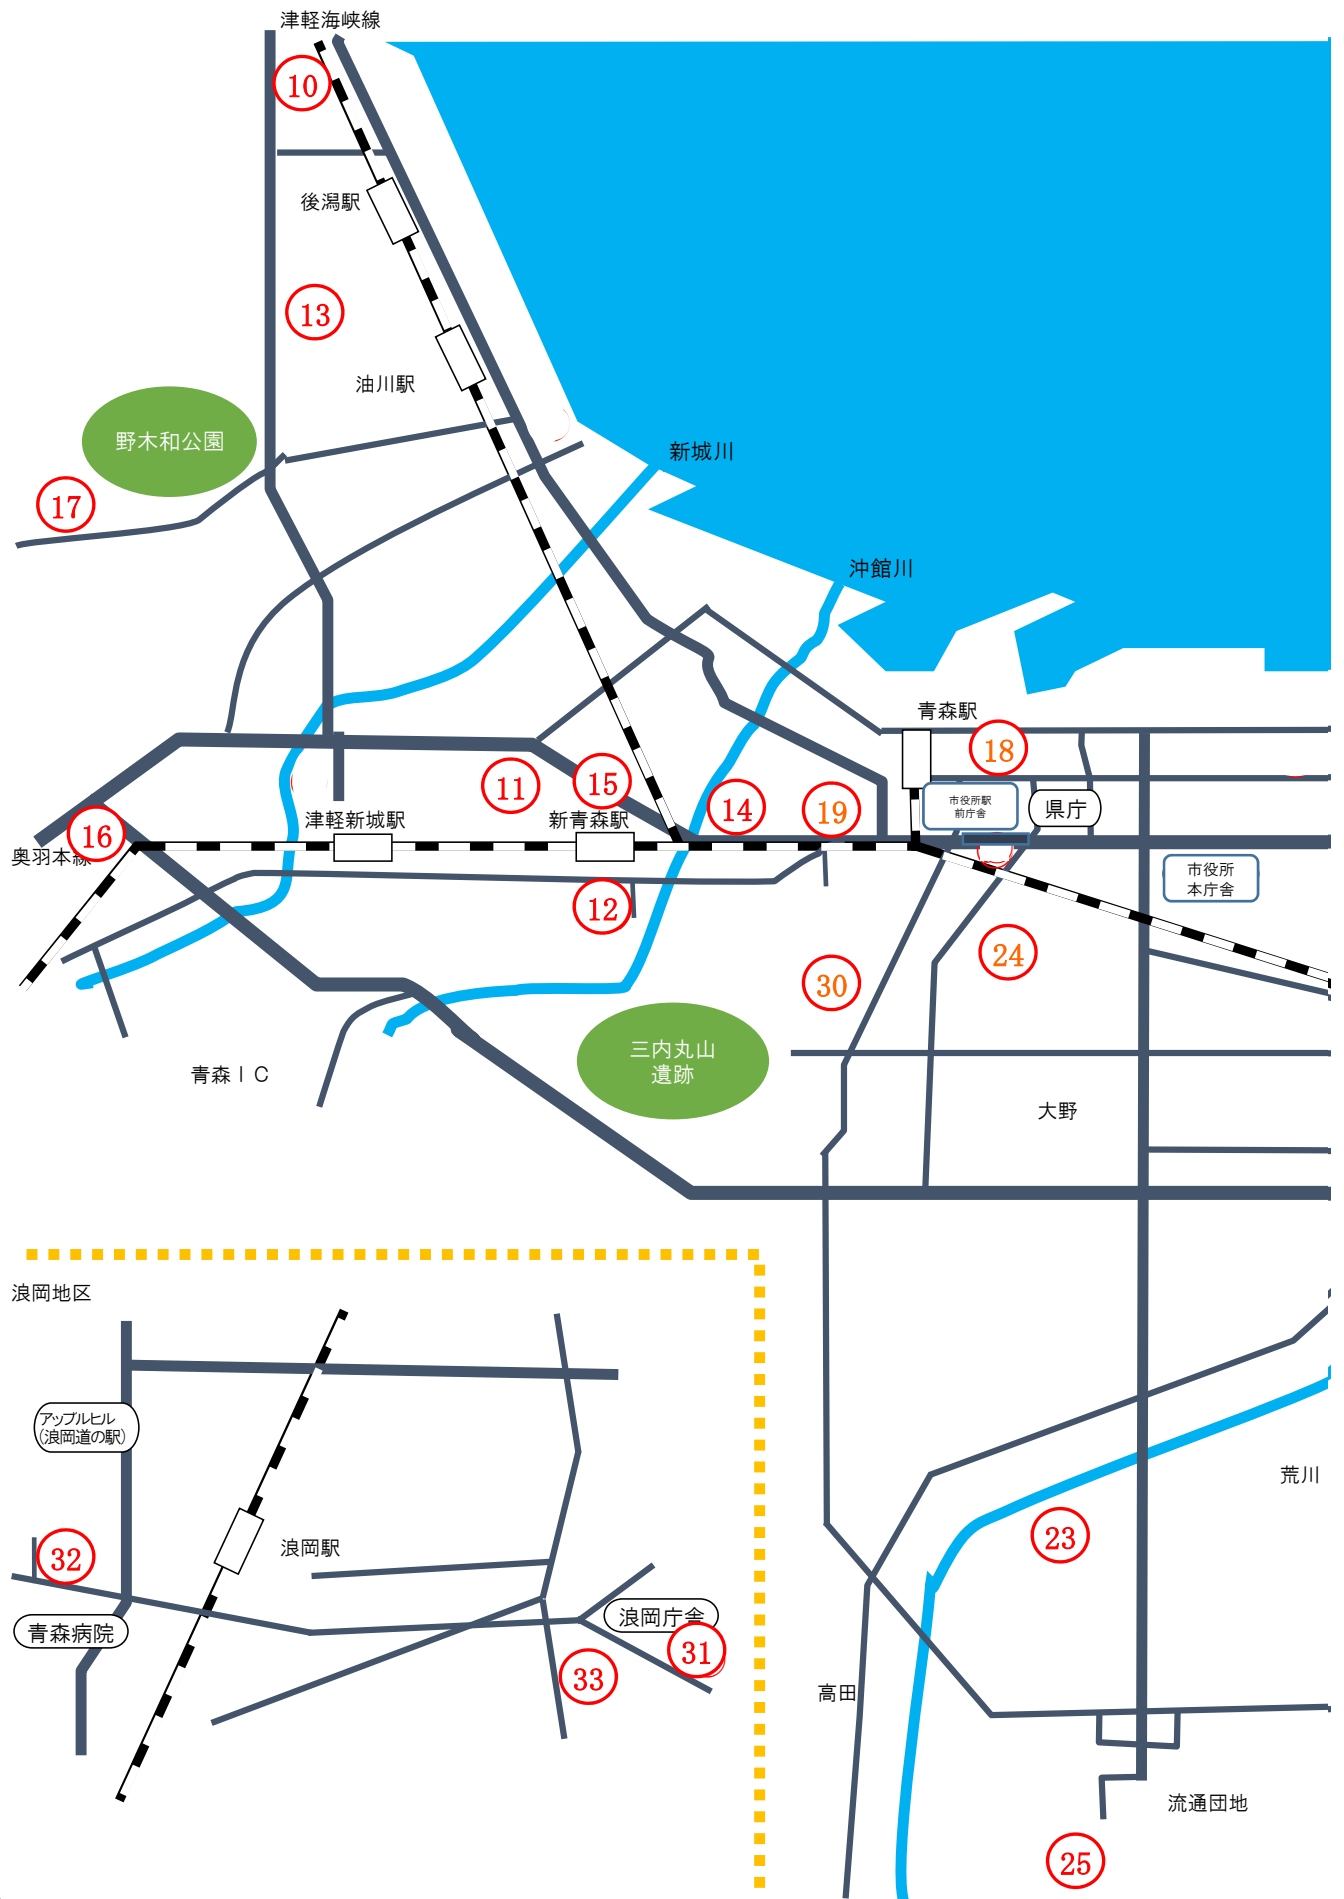 津軽海峡線
10
後潟駅
13
油川駅
野木和公園
新城川
17
沖館川
青森駅
18
11
15
14
19
市役所駅
前庁舎
県庁
16
津軽新城駅
新青森駅
奥羽本線
市役所
本庁舎
12
24
30
三内丸山
遺跡
青森ＩＣ
大野
浪岡地区
アップルヒル
(浪岡道の駅)
荒川
23
32
浪岡駅
青森病院
浪岡庁舎
31
33
高田
流通団地
25